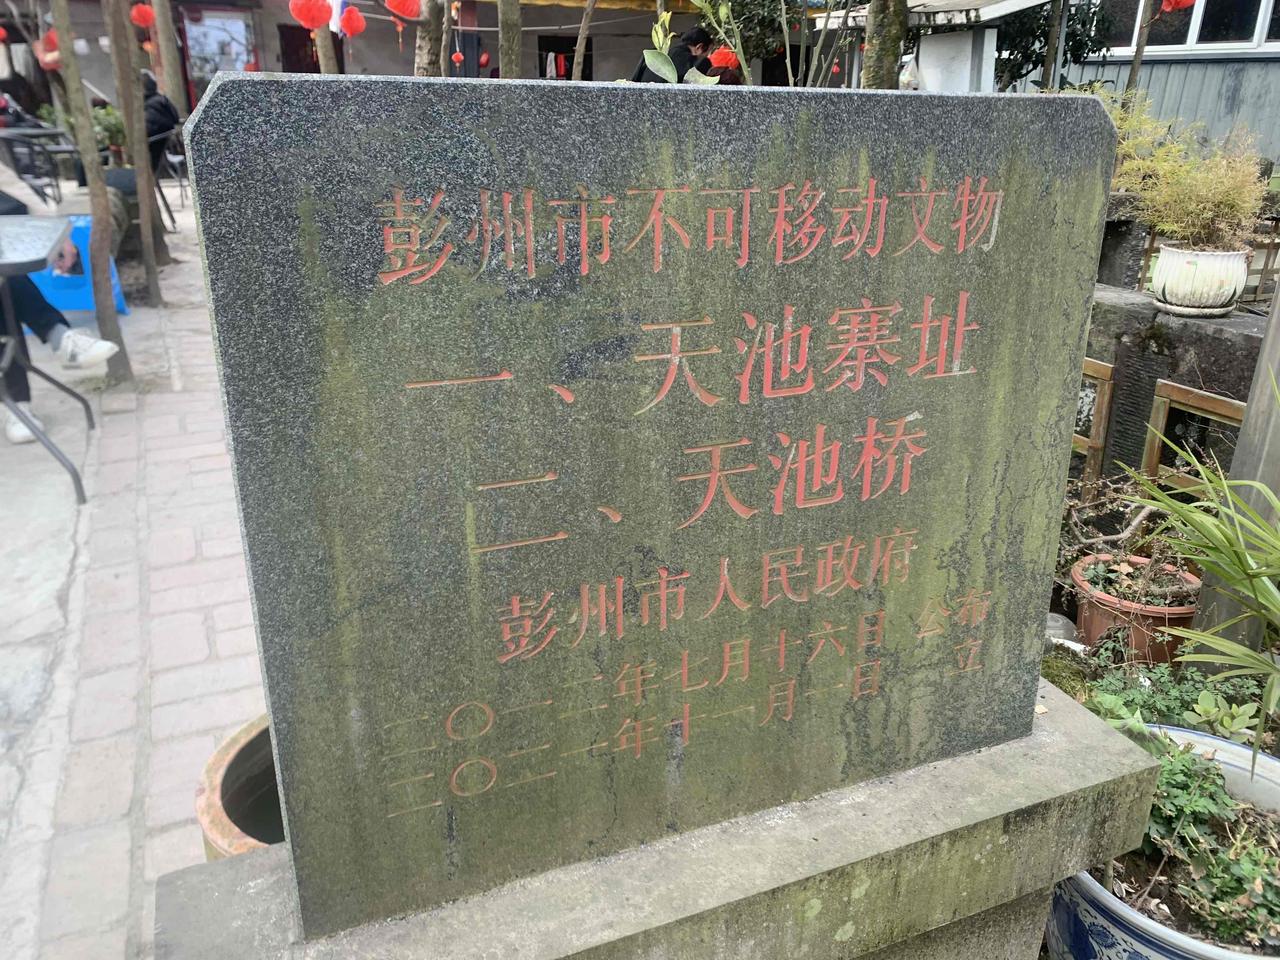 彭州市不可移动文物
一、天池寨址
二、天池桥
彭州市人民政府
二〇二二年七月十六日 公布
二〇二二年十一月一日 立